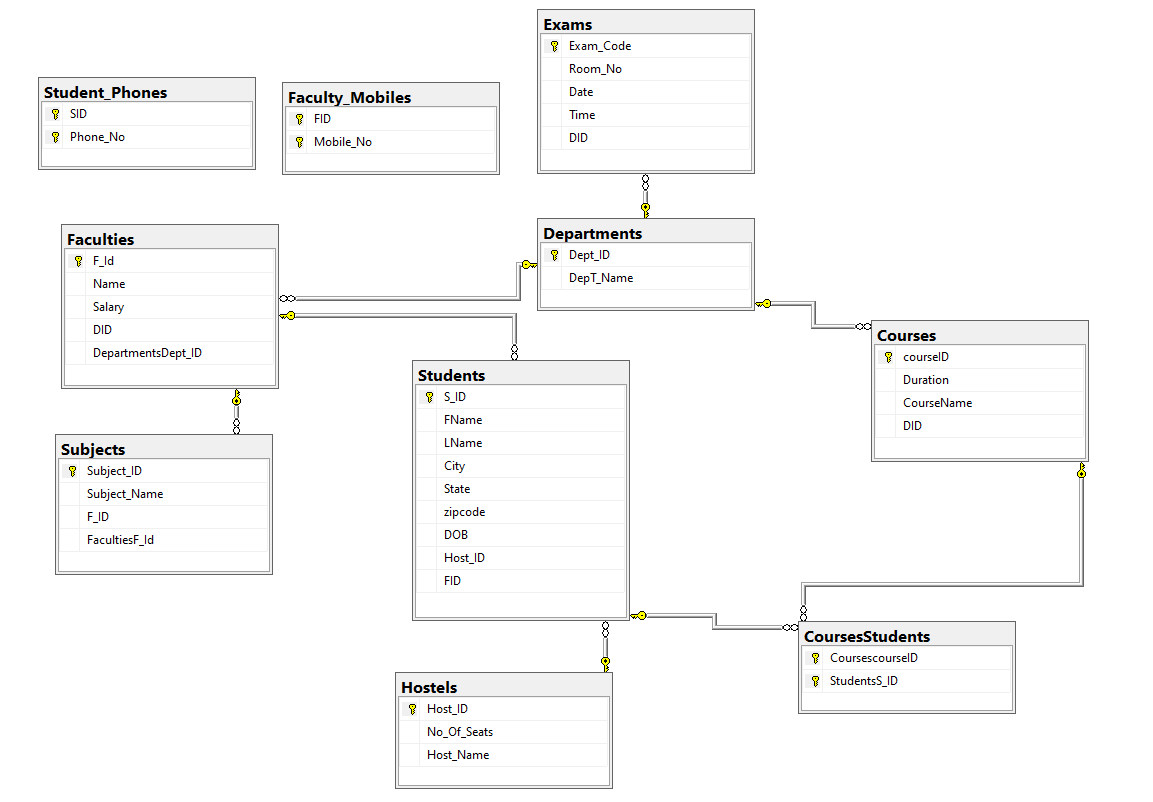 Exams
Exam_Code
Room_No
Date
Time
DID
Student_Phones
SID
Phone_No
Faculty_Mobiles
FID
Mobile_No
Departments
Dept_ID
DepT_Name
Faculties
F_Id
Name
Salary
DID
DepartmentsDept_ID
Courses
courseID
Duration
CourseName
DID
Students
S_ID
FName
LName
City
State
zipcode
DOB
Host_ID
FID
Subjects
Subject_ID
Subject_Name
F_ID
FacultiesF_Id
CoursesStudents
CoursescourseID
StudentsS_ID
Hostels
Host_ID
No_Of_Seats
Host_Name